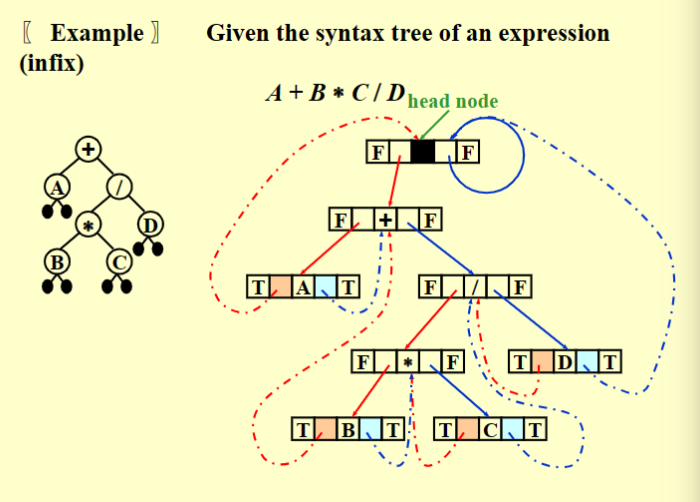 〖 Example 〗 Given the syntax tree of an expression
(infix)
A + B * C / D
head node
F F
+
F + F
A /
* D
T A T F / F
B C
F * F T D T
T B T T C T